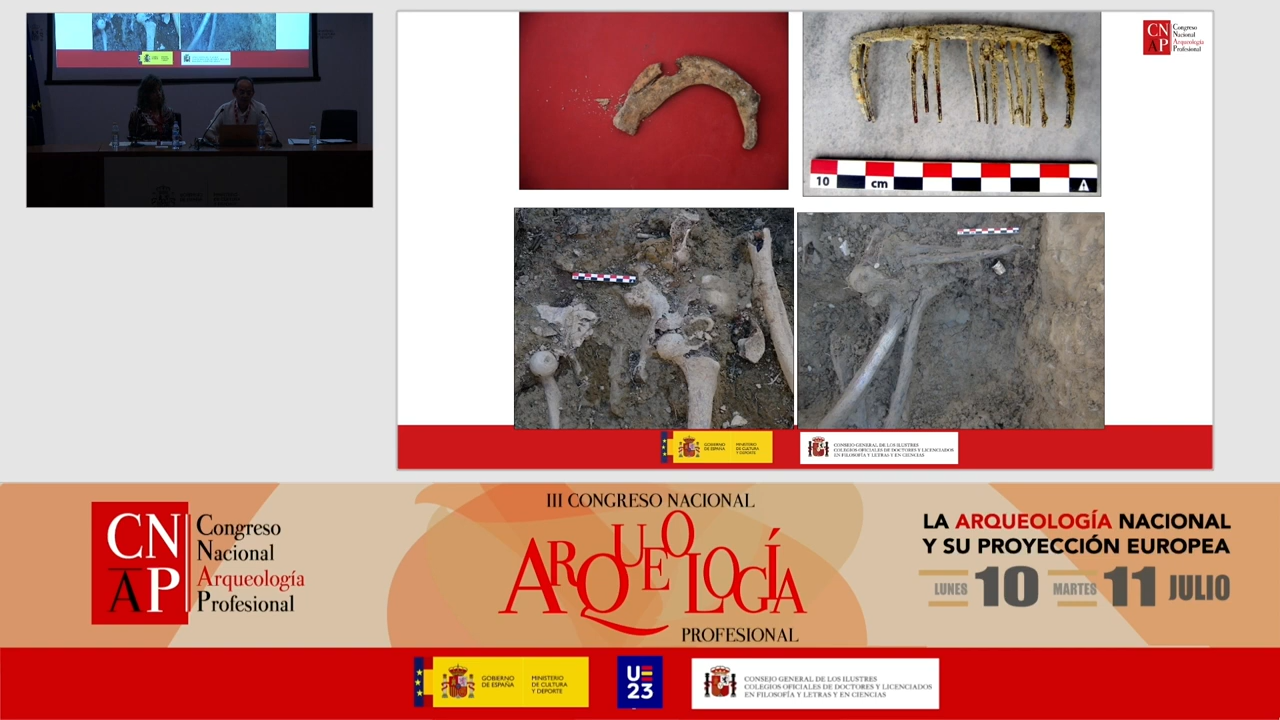 CN
AP
Congreso
Nacional
Arqueología
Profesional
10 cm
GOBIERNO
DE ESPAÑA
MINISTERIO
DE CULTURA
Y DEPORTE
CONSEJO GENERAL DE LOS ILUSTRES
COLEGIOS OFICIALES DE DOCTORES Y LICENCIADOS
EN FILOSOFÍA Y LETRAS Y EN CIENCIAS
CN
AP
Congreso
Nacional
Arqueología
Profesional
III CONGRESO NACIONAL
ARQUEOLOGÍA
PROFESIONAL
LA ARQUEOLOGÍA NACIONAL
Y SU PROYECCIÓN EUROPEA
LUNES 10 MARTES 11 JULIO
GOBIERNO
DE ESPAÑA
MINISTERIO
DE CULTURA
Y DEPORTE
UE
23
CONSEJO GENERAL DE LOS ILUSTRES
COLEGIOS OFICIALES DE DOCTORES Y LICENCIADOS
EN FILOSOFÍA Y LETRAS Y EN CIENCIAS